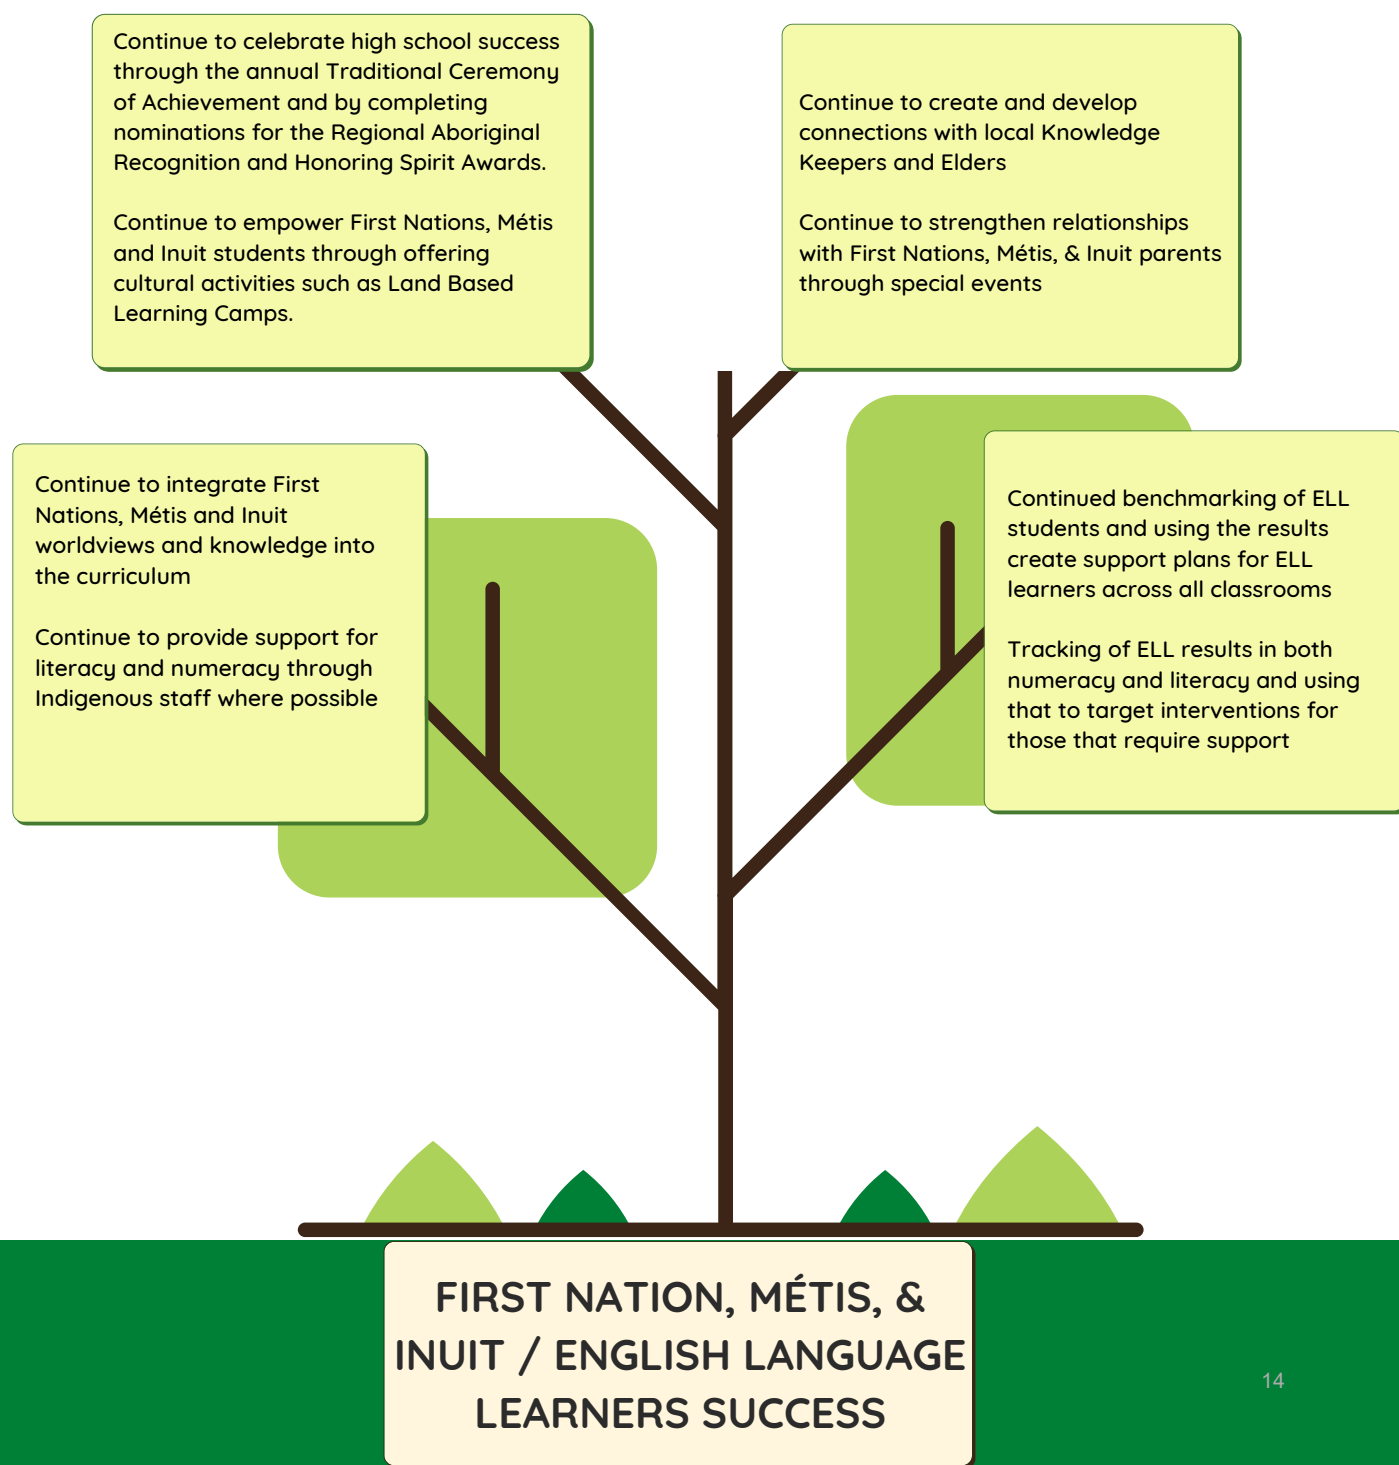 Continue to celebrate high school success
through the annual Traditional Ceremony
of Achievement and by completing
nominations for the Regional Aboriginal
Recognition and Honoring Spirit Awards.
Continue to empower First Nations, Métis
and Inuit students through offering
cultural activities such as Land Based
Learning Camps.
Continue to create and develop
connections with local Knowledge
Keepers and Elders
Continue to strengthen relationships
with First Nations, Métis, & Inuit parents
through special events
Continue to integrate First
Nations, Métis and Inuit
worldviews and knowledge into
the curriculum
Continue to provide support for
literacy and numeracy through
Indigenous staff where possible
Continued benchmarking of ELL
students and using the results
create support plans for ELL
learners across all classrooms
Tracking of ELL results in both
numeracy and literacy and using
that to target interventions for
those that require support
FIRST NATION, MÉTIS, &
INUIT / ENGLISH LANGUAGE
LEARNERS SUCCESS
14